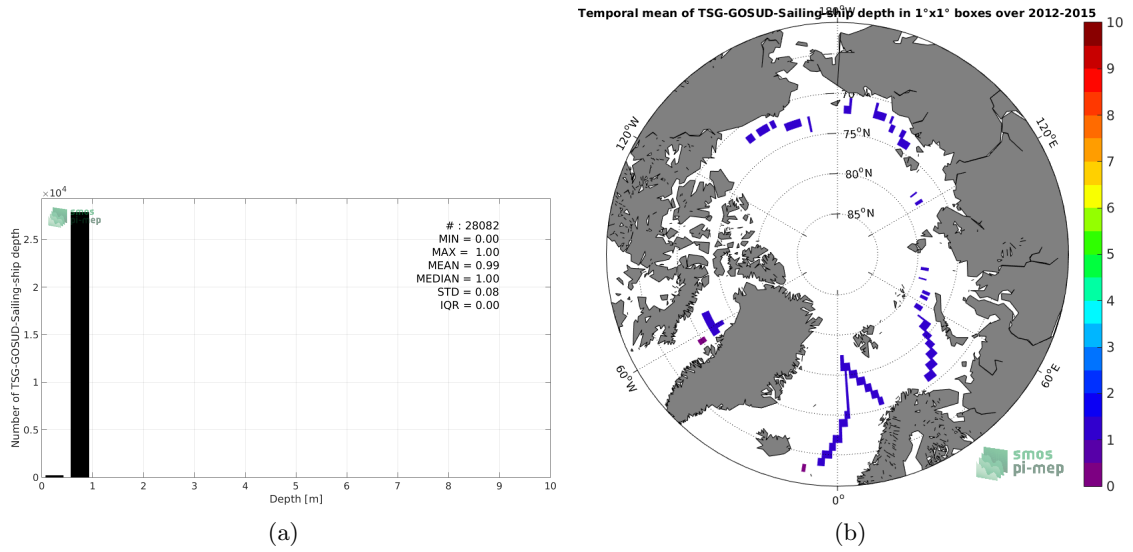 ×10⁴
smos
pi-mep
# : 28082
MIN = 0.00
MAX = 1.00
MEAN = 0.99
MEDIAN = 1.00
STD = 0.08
IQR = 0.00
2.5
2
1.5
1
0.5
0
Number of TSG-GOSUD-Sailing-ship depth
0 1 2 3 4 5 6 7 8 9 10
Depth [m]
(a)
Temporal mean of TSG-GOSUD-Sailing-ship depth in 1°x1° boxes over 2012-2015
180°W
120°W
120°E
70
75°N
80°N
85°N
60°W
60°E
0°
10
9
8
7
6
5
4
3
2
1
0
smos
pi-mep
(b)